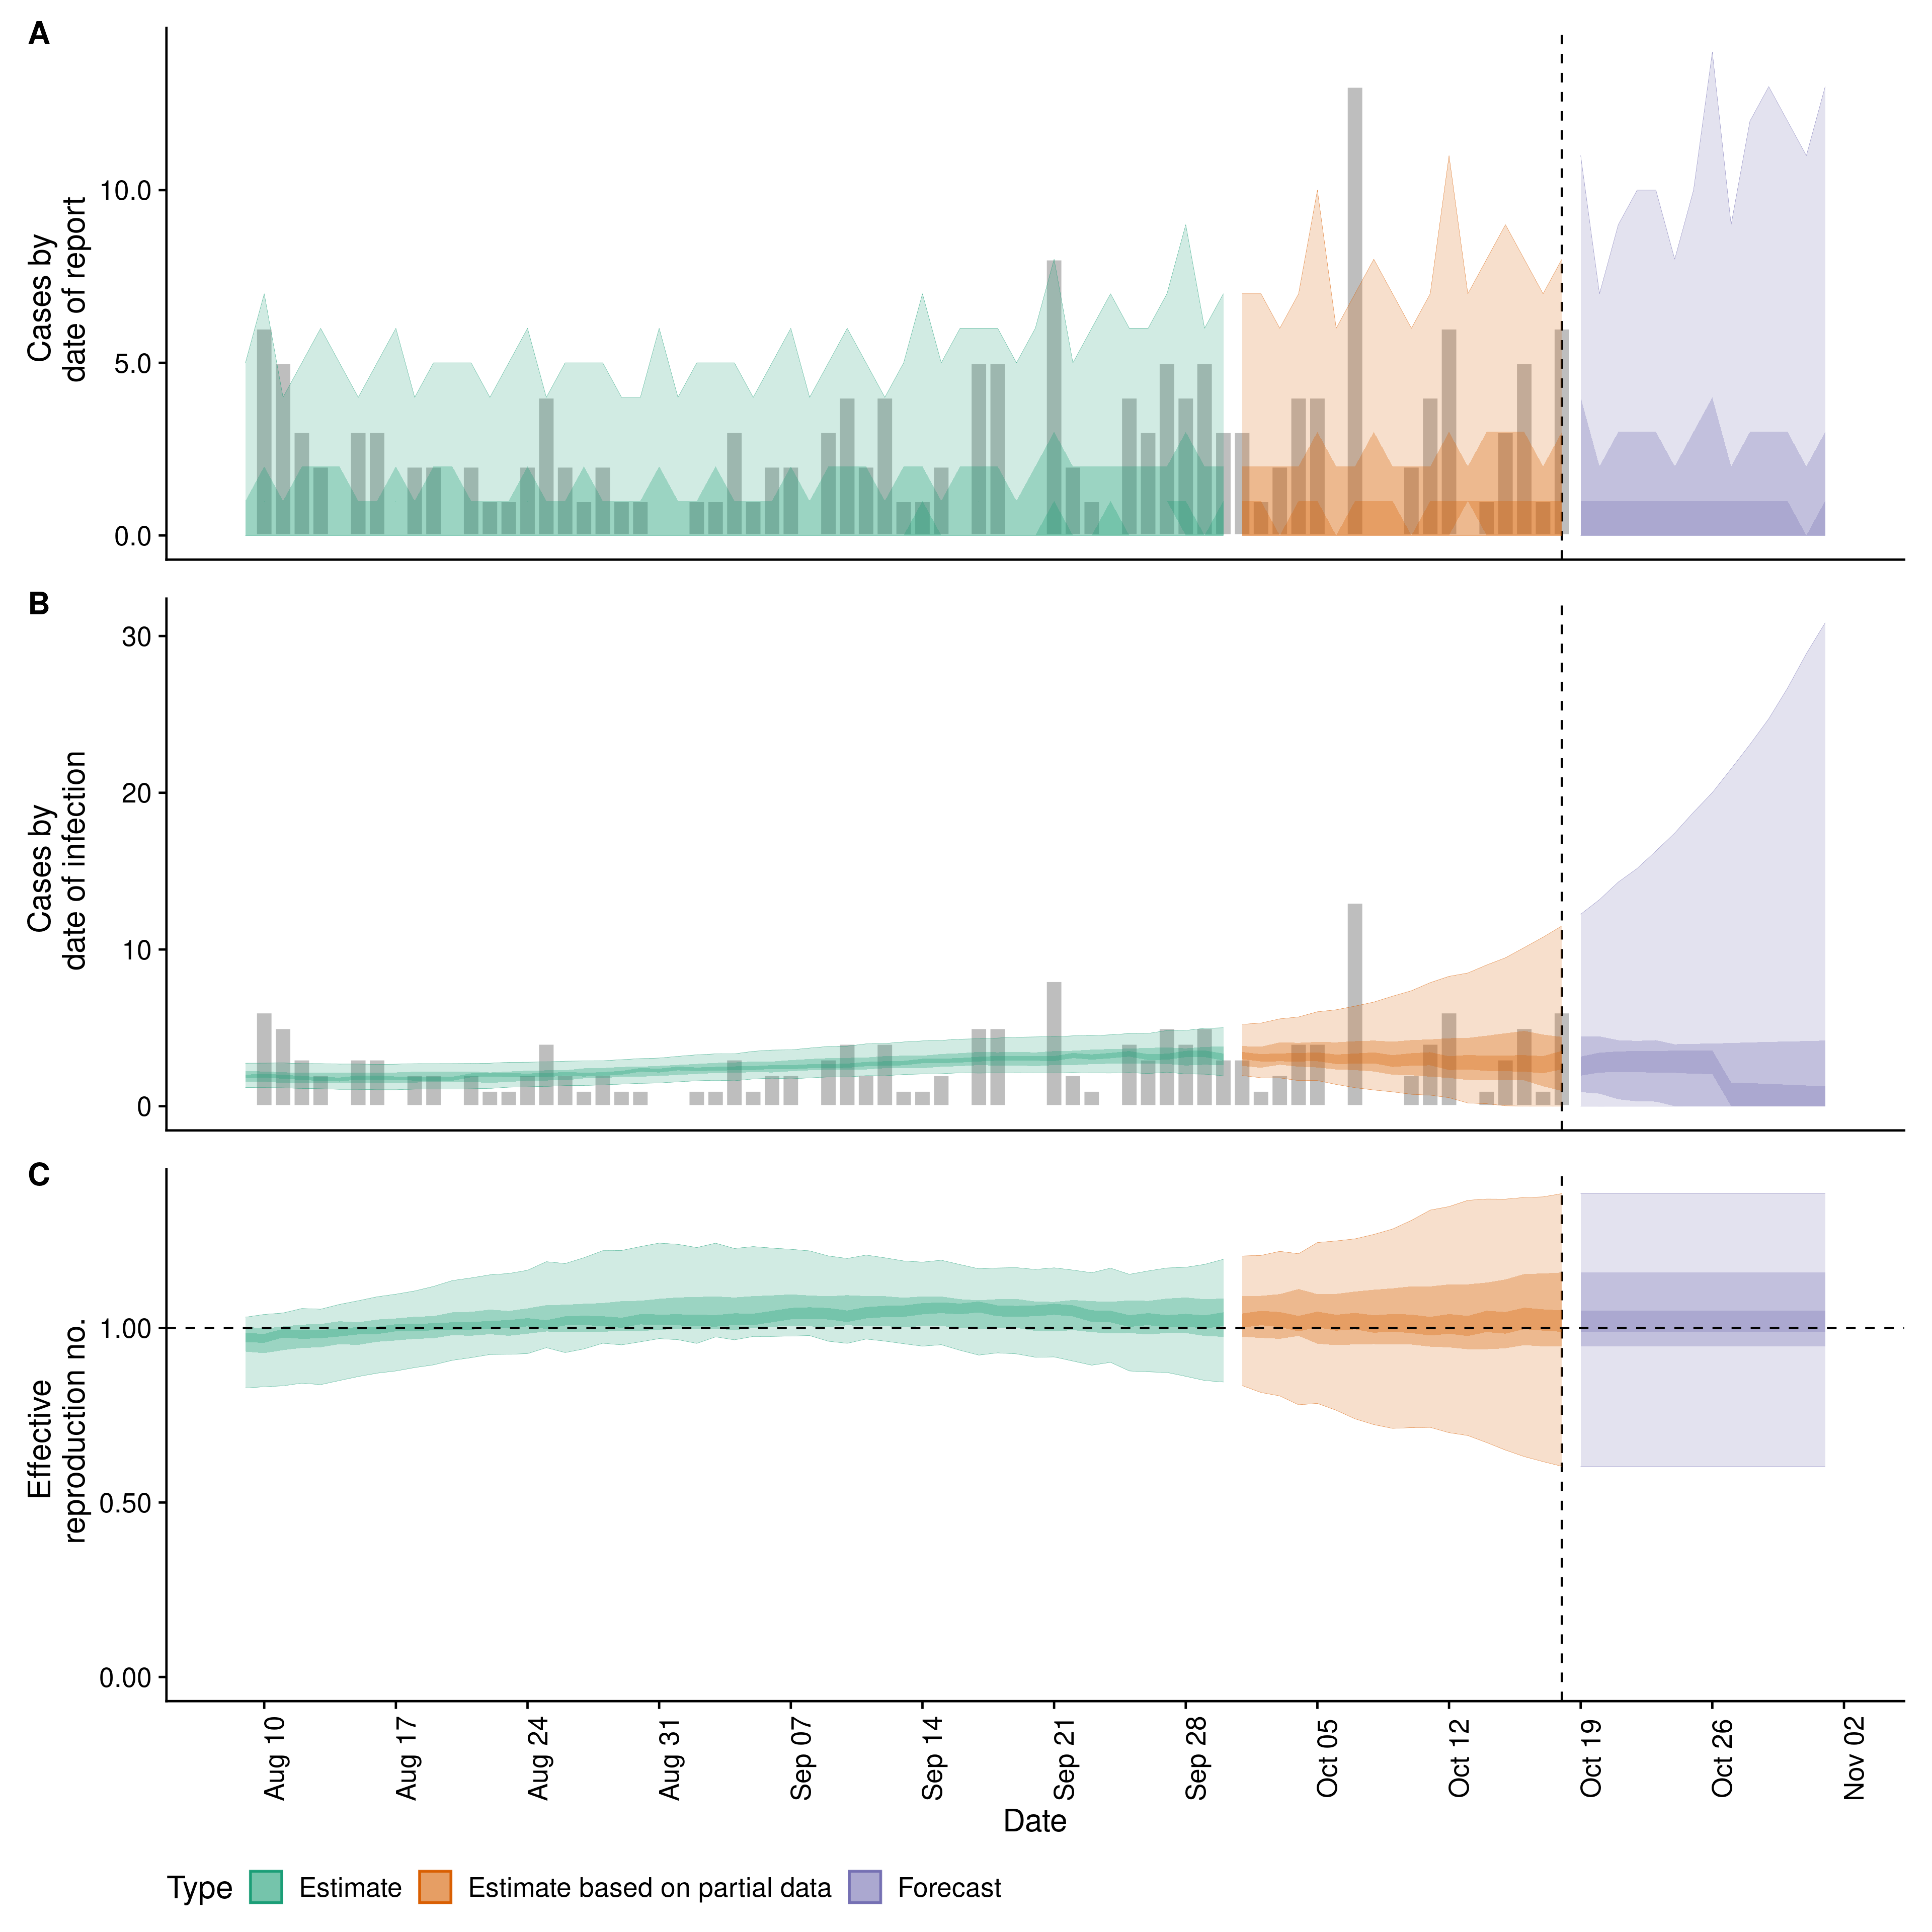 A
Cases by
date of report
10.0
5.0
0.0
B
Cases by
date of infection
30
20
10
0
C
Effective
reproduction no.
1.00
0.50
0.00
Aug 10
Aug 17
Aug 24
Aug 31
Sep 07
Sep 14
Sep 21
Sep 28
Oct 05
Oct 12
Oct 19
Oct 26
Nov 02
Date
Type
Estimate
Estimate based on partial data
Forecast